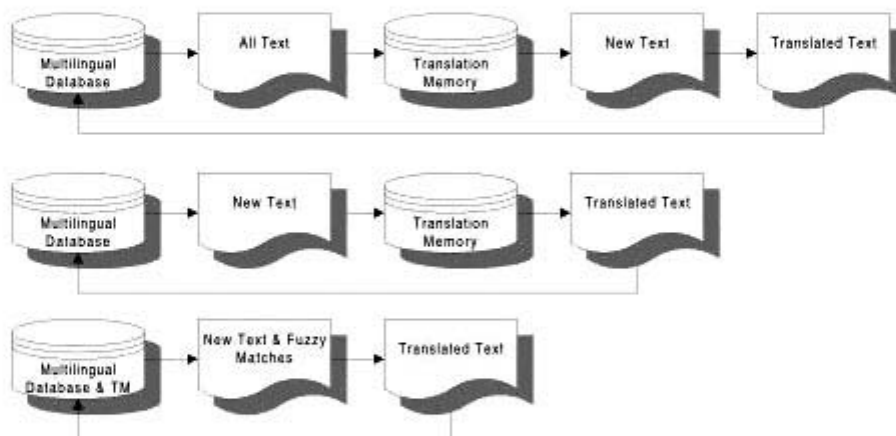 Multilingual
Database
All Text
Translation
Memory
New Text
Translated Text
Multilingual
Database
New Text
Translation
Memory
Translated Text
Multilingual
Database & TM
New Text & Fuzzy
Matches
Translated Text